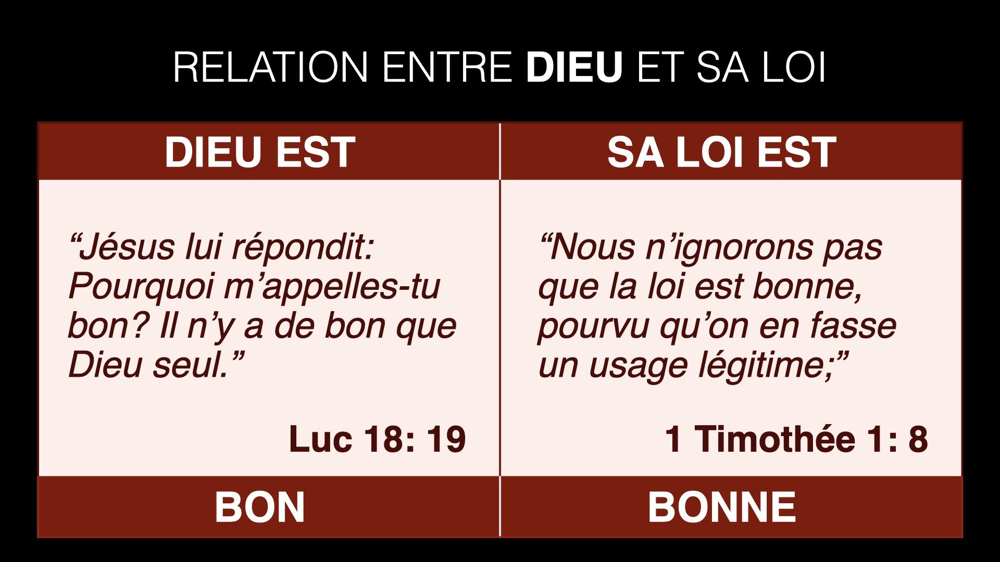 RELATION ENTRE DIEU ET SA LOI
DIEU EST
SA LOI EST
“Jésus lui répondit:
Pourquoi m’appelles-tu
bon? Il n’y a de bon que
Dieu seul.”
Luc 18: 19
“Nous n’ignorons pas
que la loi est bonne,
pourvu qu’on en fasse
un usage légitime;”
1 Timothée 1: 8
BON
BONNE